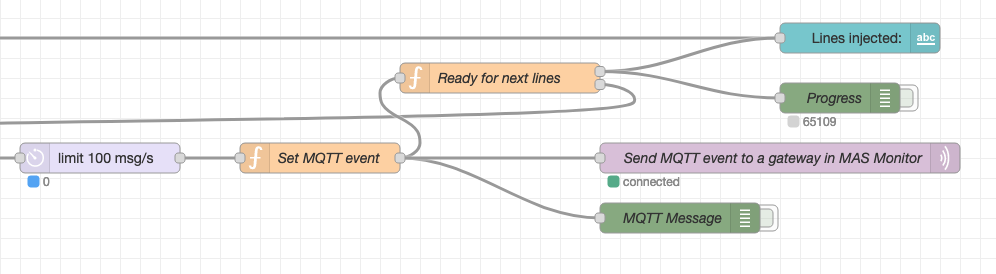 Lines injected:
abc
Ready for next lines
Progress
65109
limit 100 msg/s
Set MQTT event
Send MQTT event to a gateway in MAS Monitor
0
connected
MQTT Message